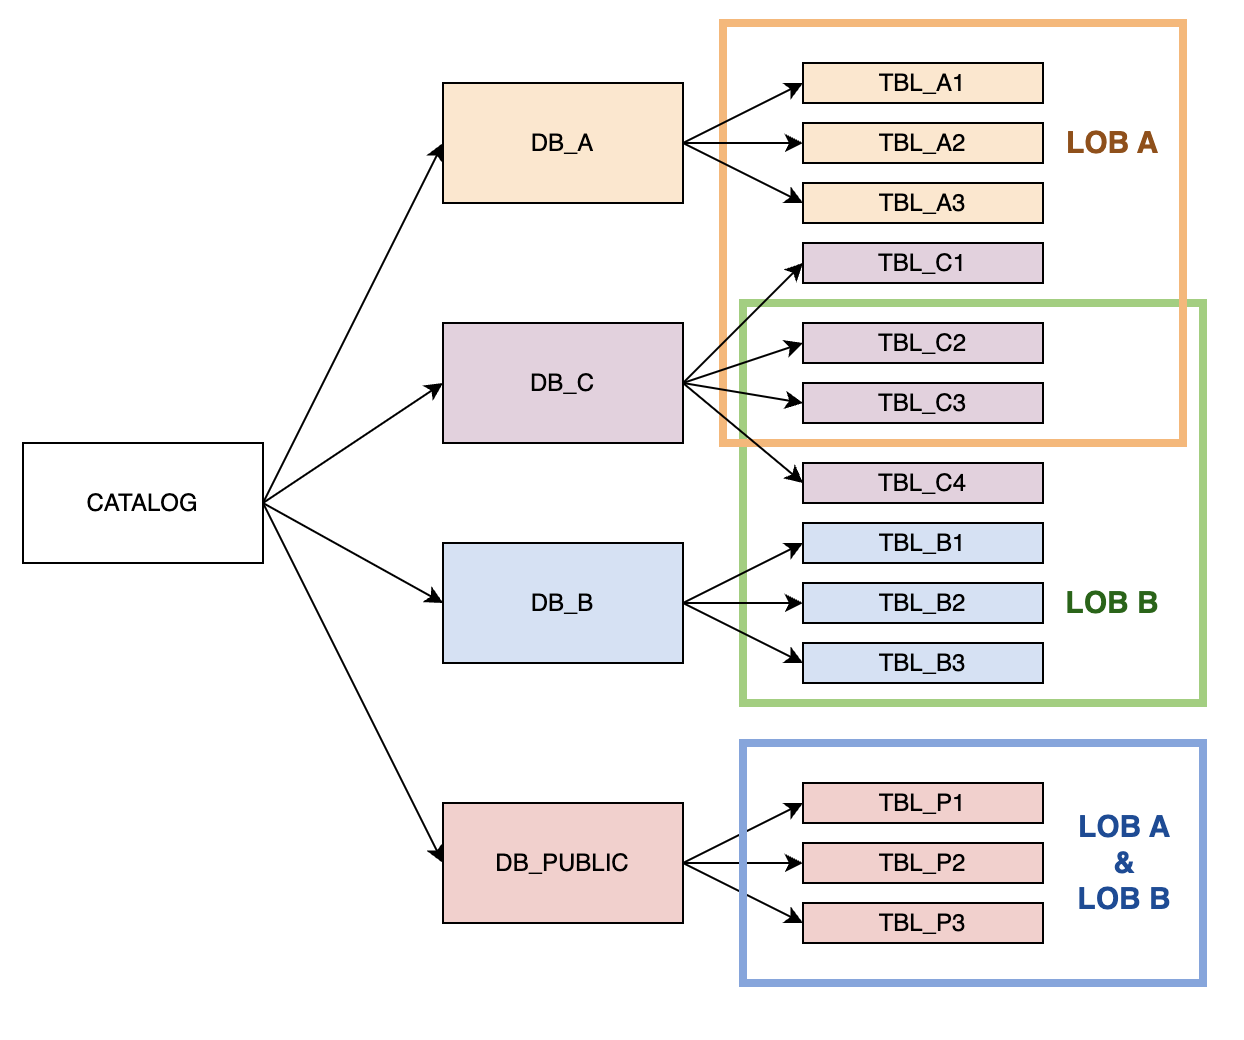 CATALOG
DB_A
TBL_A1
TBL_A2
TBL_A3
LOB A
DB_C
TBL_C1
TBL_C2
TBL_C3
TBL_C4
DB_B
TBL_B1
TBL_B2
TBL_B3
LOB B
DB_PUBLIC
TBL_P1
TBL_P2
TBL_P3
LOB A
&
LOB B